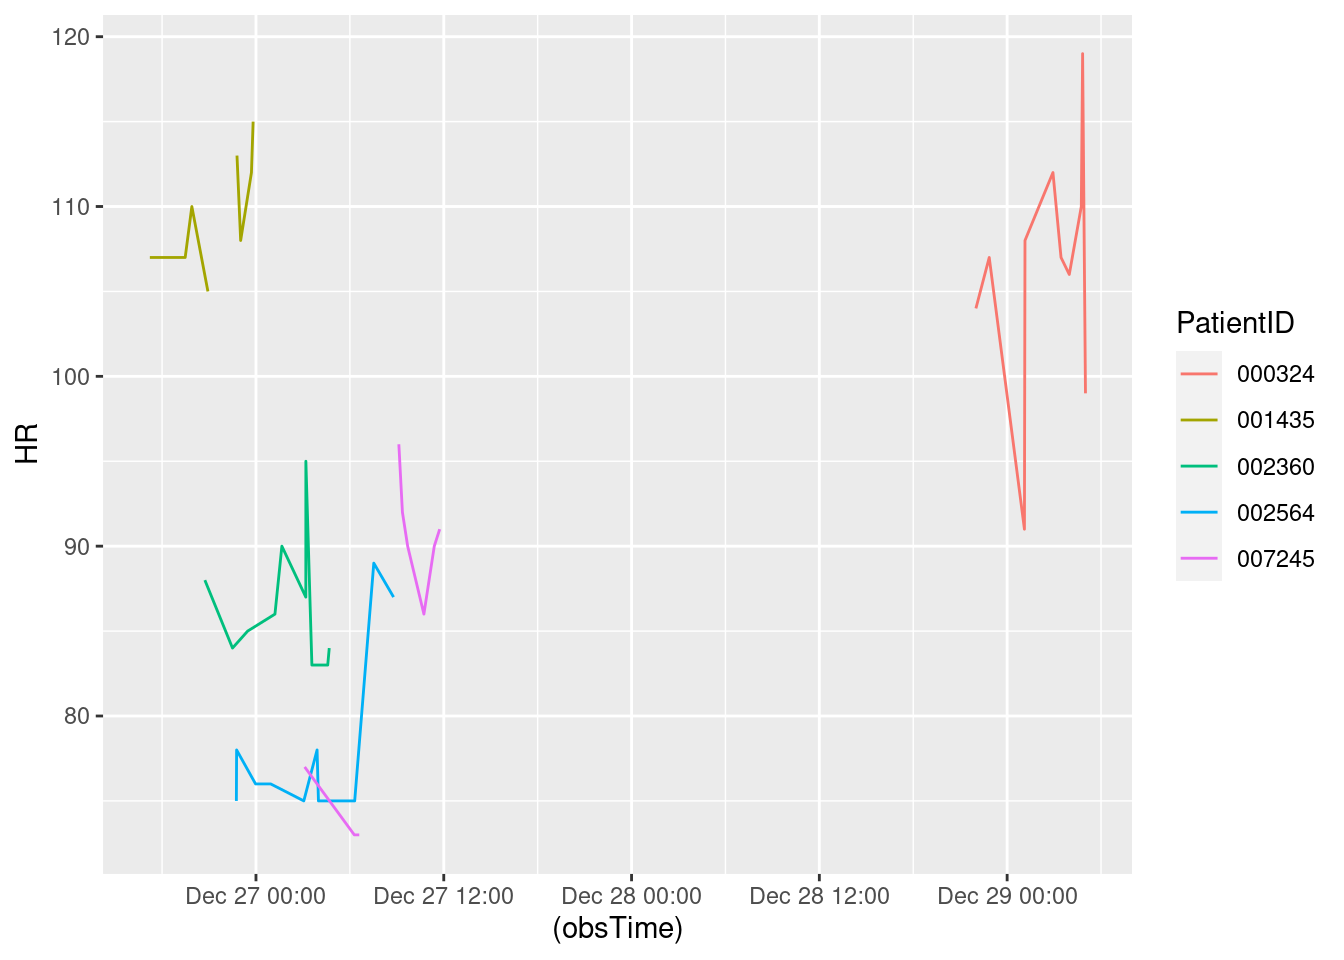 120
110
100
90
80
HR
Dec 27 00:00
Dec 27 12:00
Dec 28 00:00
Dec 28 12:00
Dec 29 00:00
(obsTime)
PatientID
000324
001435
002360
002564
007245